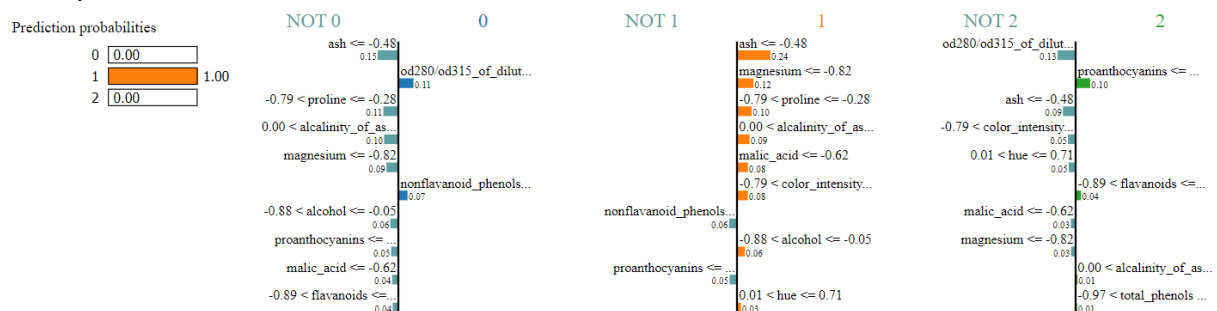 Prediction probabilities
0 0.00
1 1.00
2 0.00
NOT 0 0
ash <= -0.48
0.15
od280/od315_of_dilut...
0.11
-0.79 < proline <= -0.28
0.11
0.00 < alcalinity_of_as...
0.10
magnesium <= -0.82
0.09
nonflavanoid_phenols...
0.07
-0.88 < alcohol <= -0.05
0.06
proanthocyanins <= ...
0.05
malic_acid <= -0.62
0.04
-0.89 < flavanoids <=...
0.04
NOT 1 1
ash <= -0.48
0.24
magnesium <= -0.82
0.12
-0.79 < proline <= -0.28
0.10
0.00 < alcalinity_of_as...
0.09
malic_acid <= -0.62
0.08
-0.79 < color_intensity...
0.08
nonflavanoid_phenols...
0.06
-0.88 < alcohol <= -0.05
0.06
proanthocyanins <= ...
0.05
0.01 < hue <= 0.71
0.03
NOT 2 2
od280/od315_of_dilut...
0.13
proanthocyanins <= ...
0.10
ash <= -0.48
0.09
-0.79 < color_intensity...
0.05
0.01 < hue <= 0.71
0.05
-0.89 < flavanoids <=...
0.04
malic_acid <= -0.62
0.03
magnesium <= -0.82
0.03
0.00 < alcalinity_of_as...
0.01
-0.97 < total_phenols ...
0.01